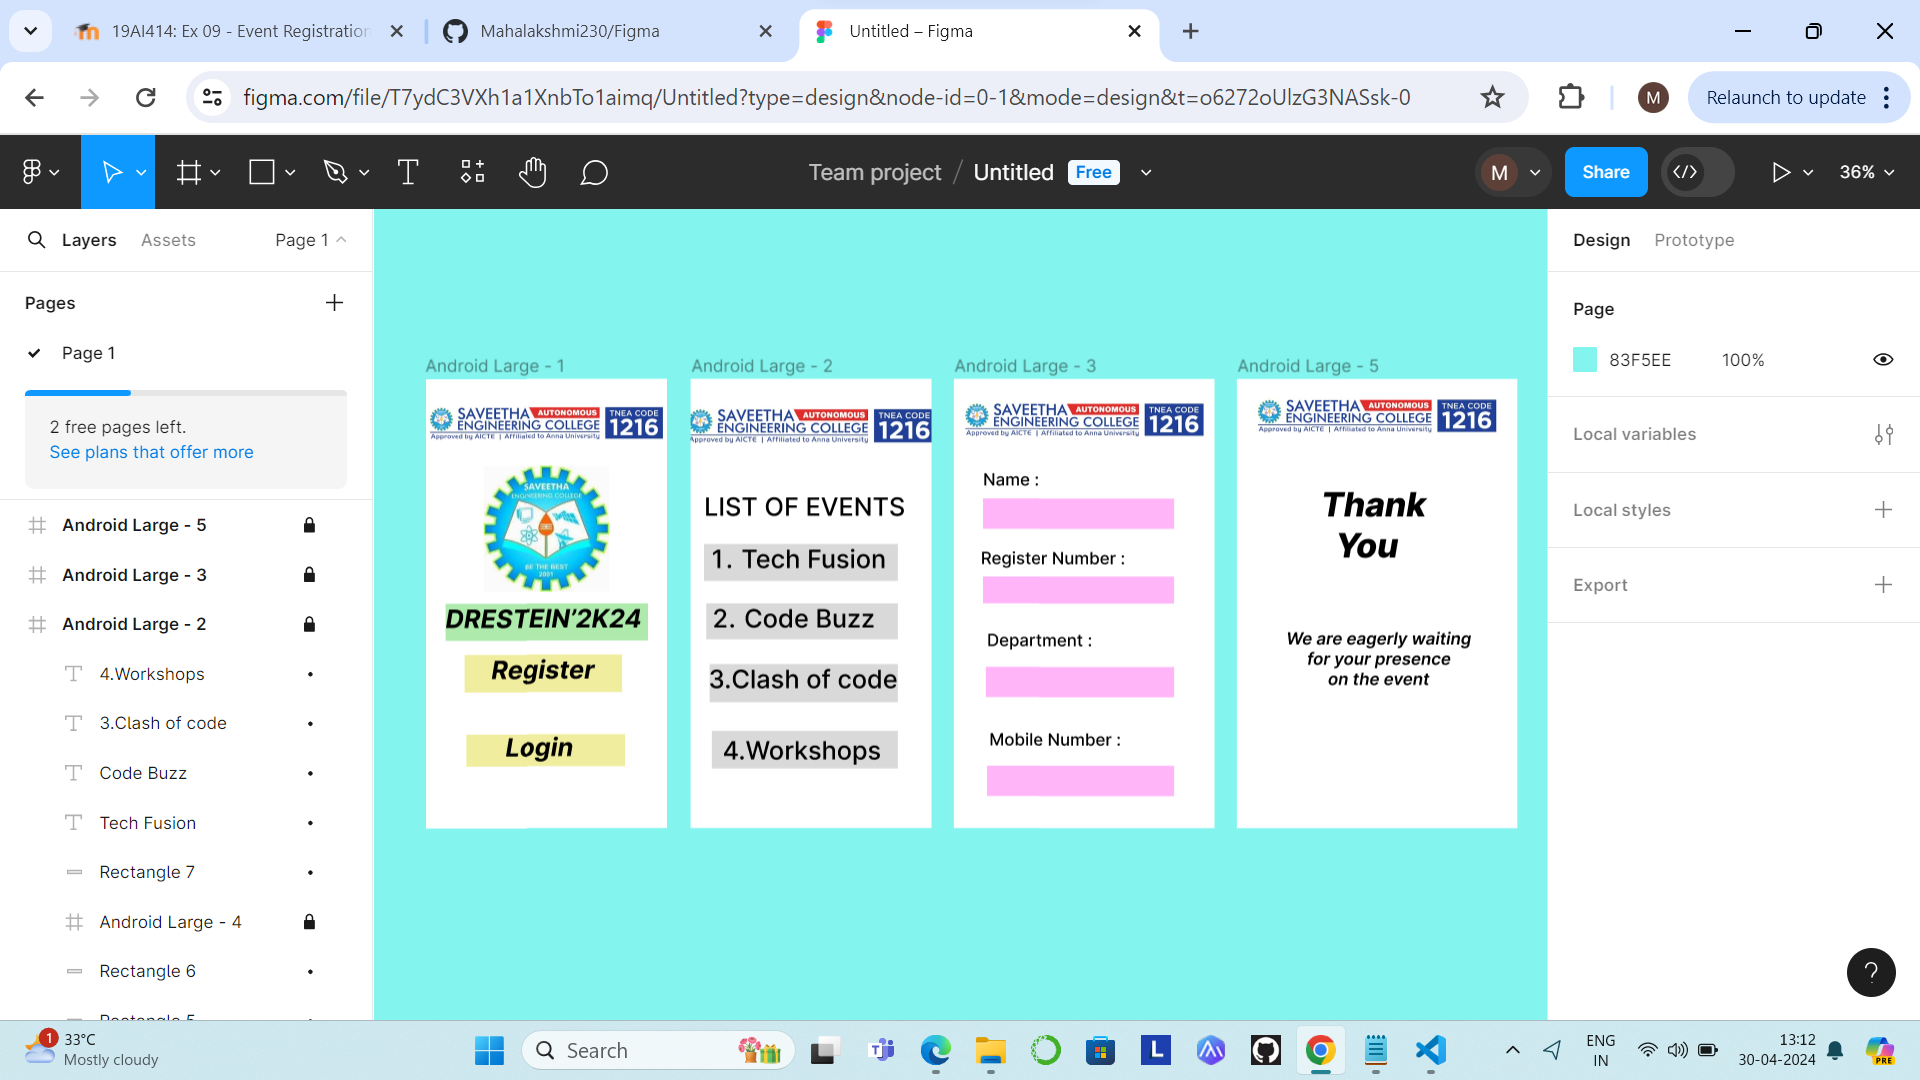 19AI414: Ex 09 - Event Registration
Mahalakshmi230/Figma
Untitled – Figma
figma.com/file/T7ydC3VXh1a1XnbTo1aimq/Untitled?type=design&node-id=0-1&mode=design&t=o6272oUlzG3NASsk-0
M
Relaunch to update
Team project / Untitled
Free
M
Share
36%
Layers
Assets
Page 1
Pages
Page 1
2 free pages left.
See plans that offer more
Android Large - 5
Android Large - 3
Android Large - 2
4.Workshops
3.Clash of code
Code Buzz
Tech Fusion
Rectangle 7
Android Large - 4
Rectangle 6
Rectangle 5
Android Large - 1
SAVEETHA AUTONOMOUS
ENGINEERING COLLEGE
Approved by AICTE | Affiliated to Anna University
TNEA CODE
1216
SAVEETHA
ENGINEERING COLLEGE
BE THE BEST
2001
DRESTEIN'2K24
Register
Login
Android Large - 2
SAVEETHA AUTONOMOUS
ENGINEERING COLLEGE
Approved by AICTE | Affiliated to Anna University
TNEA CODE
1216
LIST OF EVENTS
1. Tech Fusion
2. Code Buzz
3.Clash of code
4.Workshops
Android Large - 3
SAVEETHA AUTONOMOUS
ENGINEERING COLLEGE
Approved by AICTE | Affiliated to Anna University
TNEA CODE
1216
Name :
Register Number :
Department :
Mobile Number :
Android Large - 5
SAVEETHA AUTONOMOUS
ENGINEERING COLLEGE
Approved by AICTE | Affiliated to Anna University
TNEA CODE
1216
Thank
You
We are eagerly waiting
for your presence
on the event
Design
Prototype
Page
83F5EE
100%
Local variables
Local styles
Export
?
1
33°C
Mostly cloudy
Search
L
PRE
ENG
IN
13:12
30-04-2024